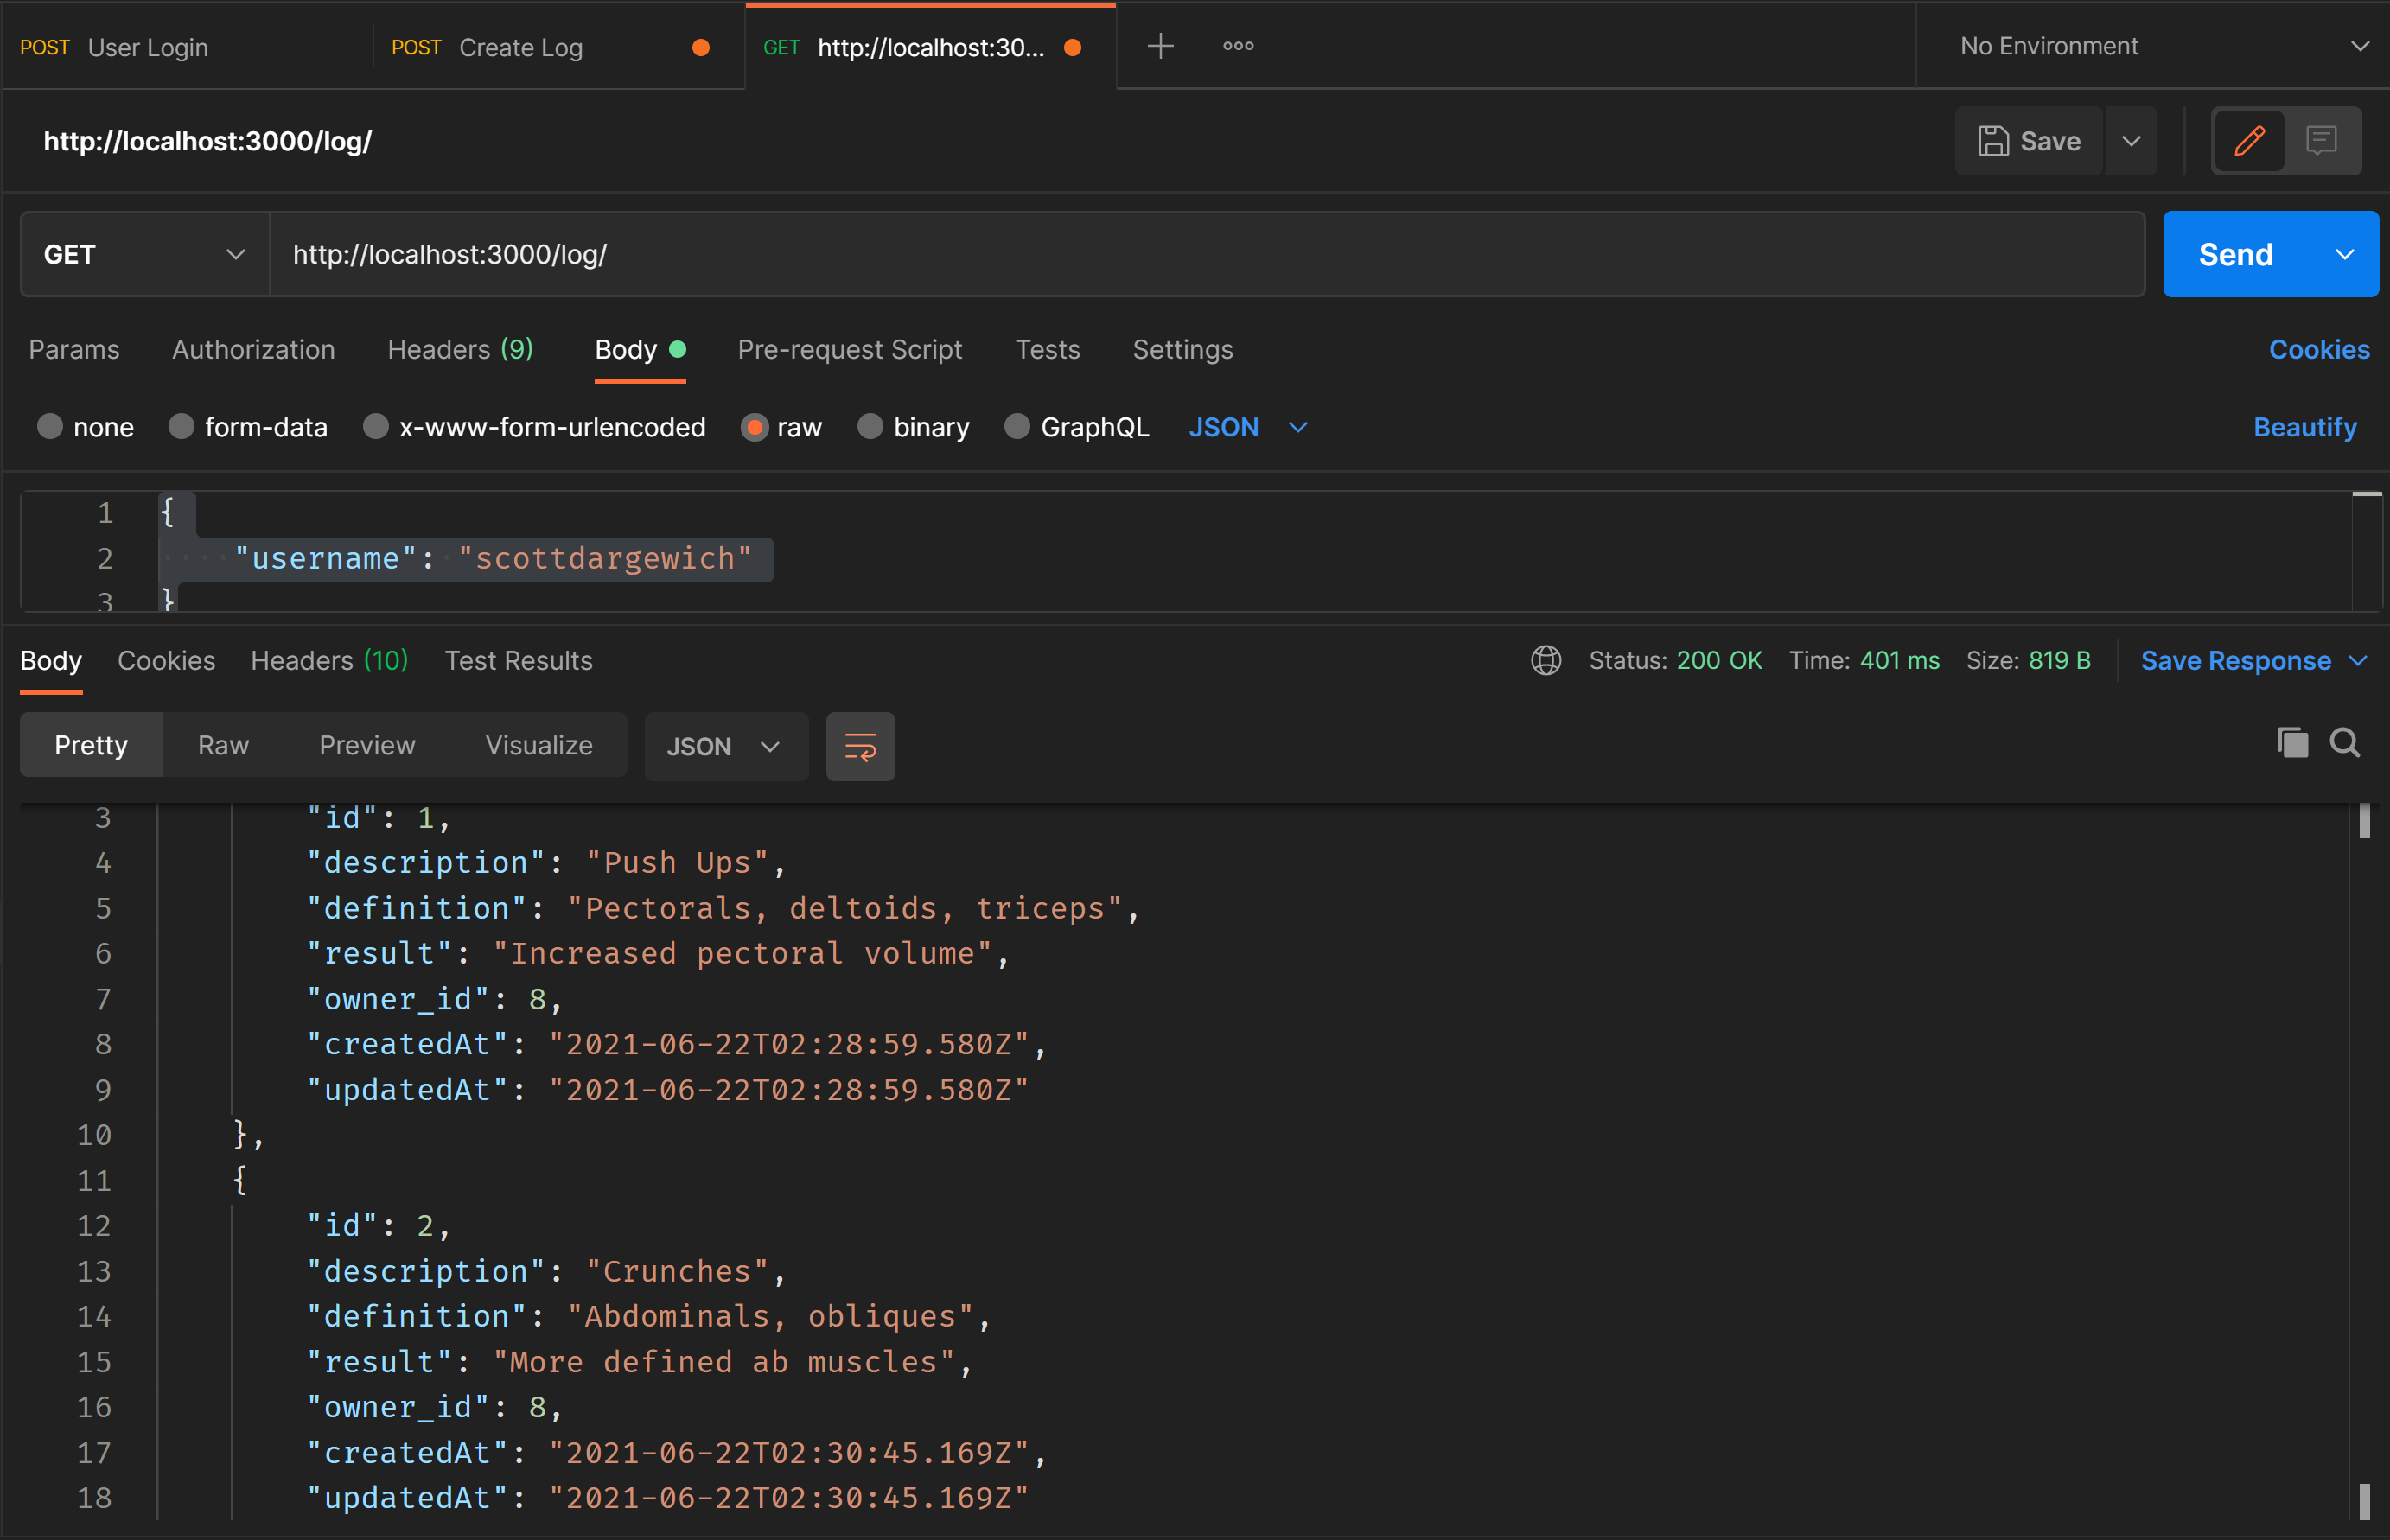 POST User Login POST Create Log GET http://localhost:30... No Environment
http://localhost:3000/log/ Save
GET http://localhost:3000/log/ Send
Params Authorization Headers (9) Body Pre-request Script Tests Settings Cookies
none form-data x-www-form-urlencoded raw binary GraphQL JSON Beautify
1 {
2 "username": "scottdargewich"
3 }
Body Cookies Headers (10) Test Results Status: 200 OK Time: 401 ms Size: 819 B Save Response
Pretty Raw Preview Visualize JSON
3 "id": 1,
4 "description": "Push Ups",
5 "definition": "Pectorals, deltoids, triceps",
6 "result": "Increased pectoral volume",
7 "owner_id": 8,
8 "createdAt": "2021-06-22T02:28:59.580Z",
9 "updatedAt": "2021-06-22T02:28:59.580Z"
10 },
11 {
12 "id": 2,
13 "description": "Crunches",
14 "definition": "Abdominals, obliques",
15 "result": "More defined ab muscles",
16 "owner_id": 8,
17 "createdAt": "2021-06-22T02:30:45.169Z",
18 "updatedAt": "2021-06-22T02:30:45.169Z"